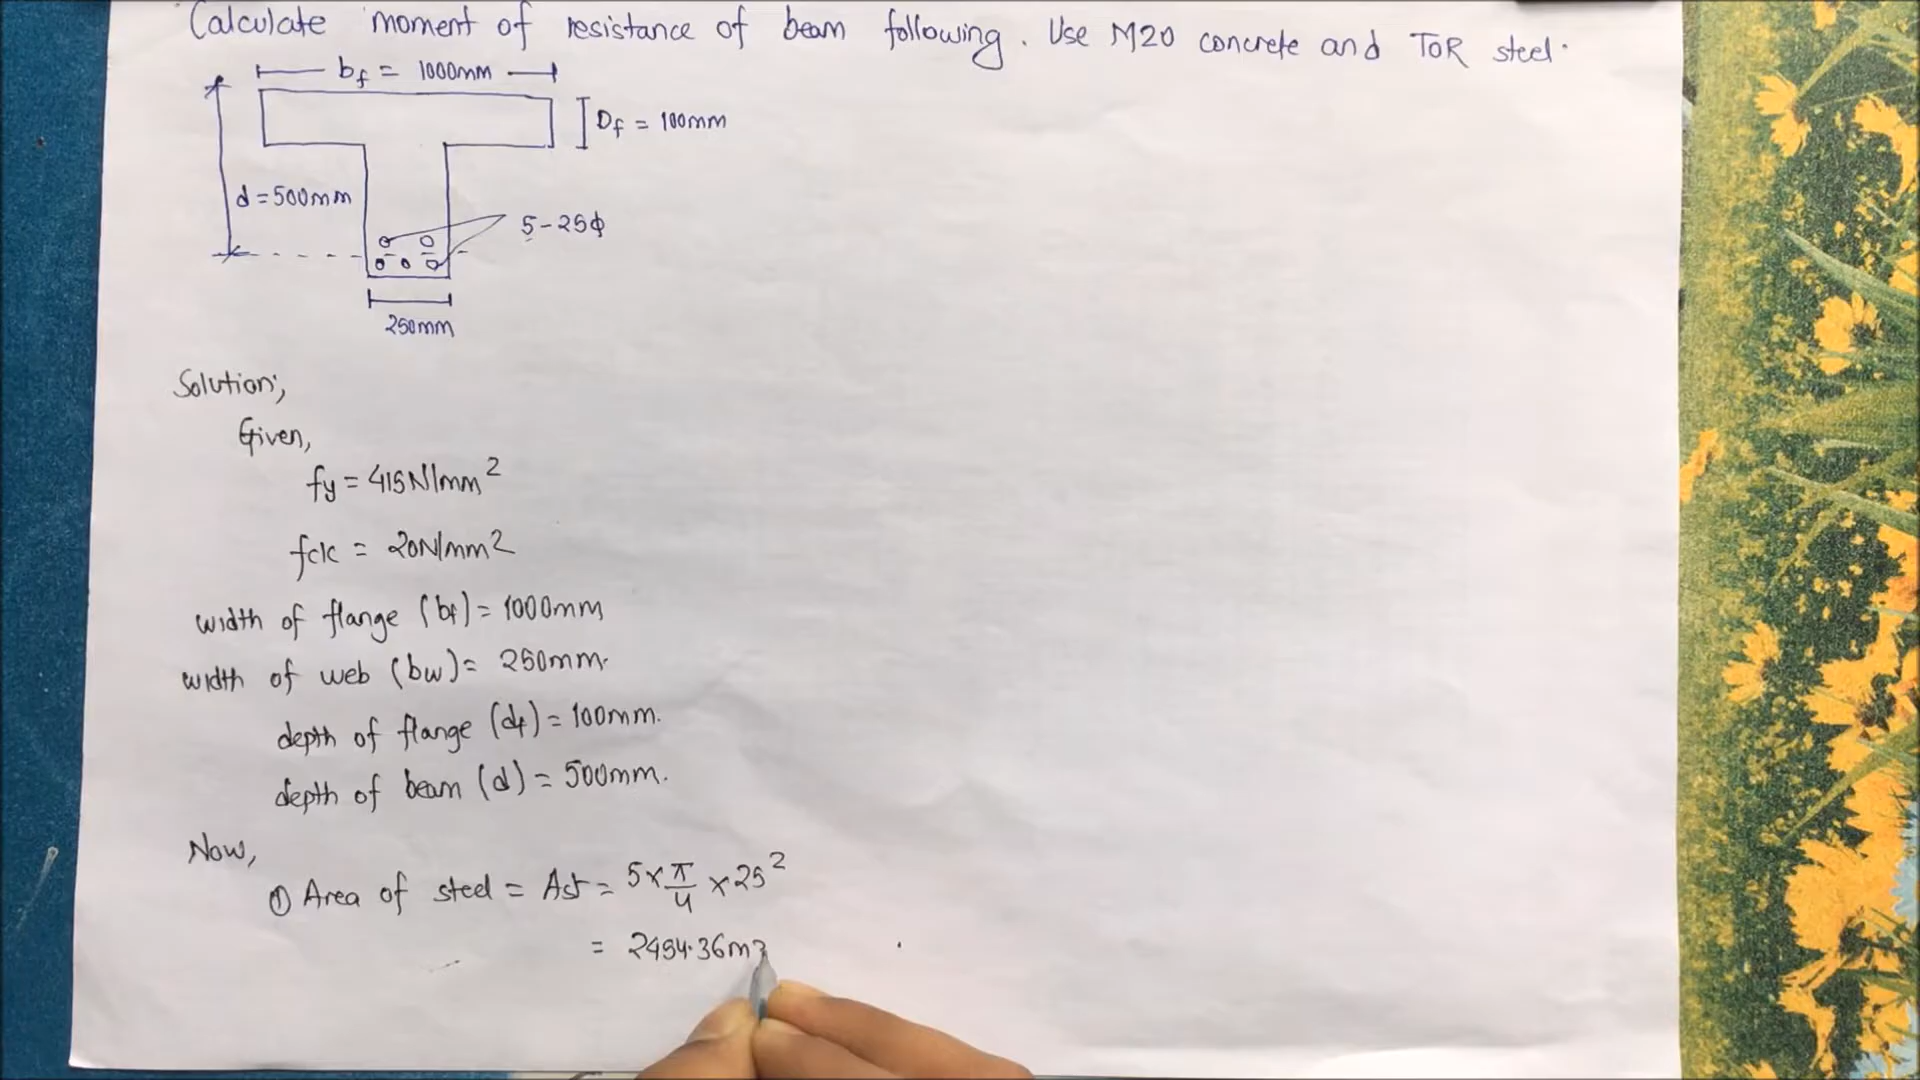 Calculate moment of resistance of beam following. Use M20 concrete and TOR steel.
bf = 1000mm
Df = 100mm
d = 500mm
5-25φ
250mm
Solution:,
Given,
fy = 415N/mm²
fck = 20N/mm2
width of flange (bf) = 1000mm
width of web (bw) = 250mm.
depth of flange (df) = 100mm.
depth of beam (d) = 500mm.
Now,
① Area of steel = Ast = 5 x π/4 x 25²
= 2454.36m